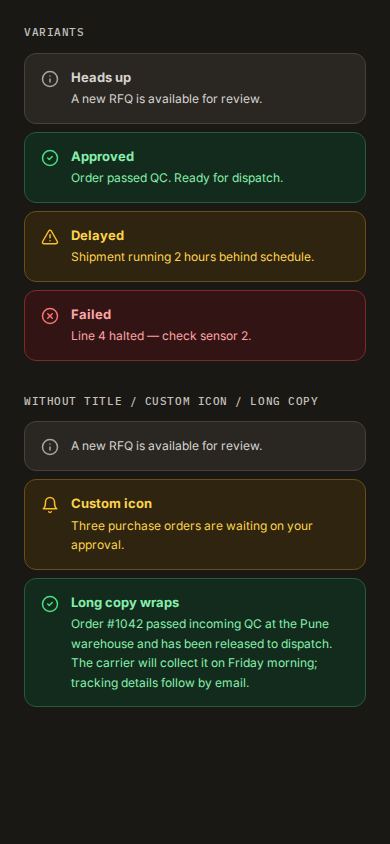 VARIANTS
Heads up
A new RFQ is available for review.
Approved
Order passed QC. Ready for dispatch.
Delayed
Shipment running 2 hours behind schedule.
Failed
Line 4 halted — check sensor 2.
WITHOUT TITLE / CUSTOM ICON / LONG COPY
A new RFQ is available for review.
Custom icon
Three purchase orders are waiting on your
approval.
Long copy wraps
Order #1042 passed incoming QC at the Pune
warehouse and has been released to dispatch.
The carrier will collect it on Friday morning;
tracking details follow by email.